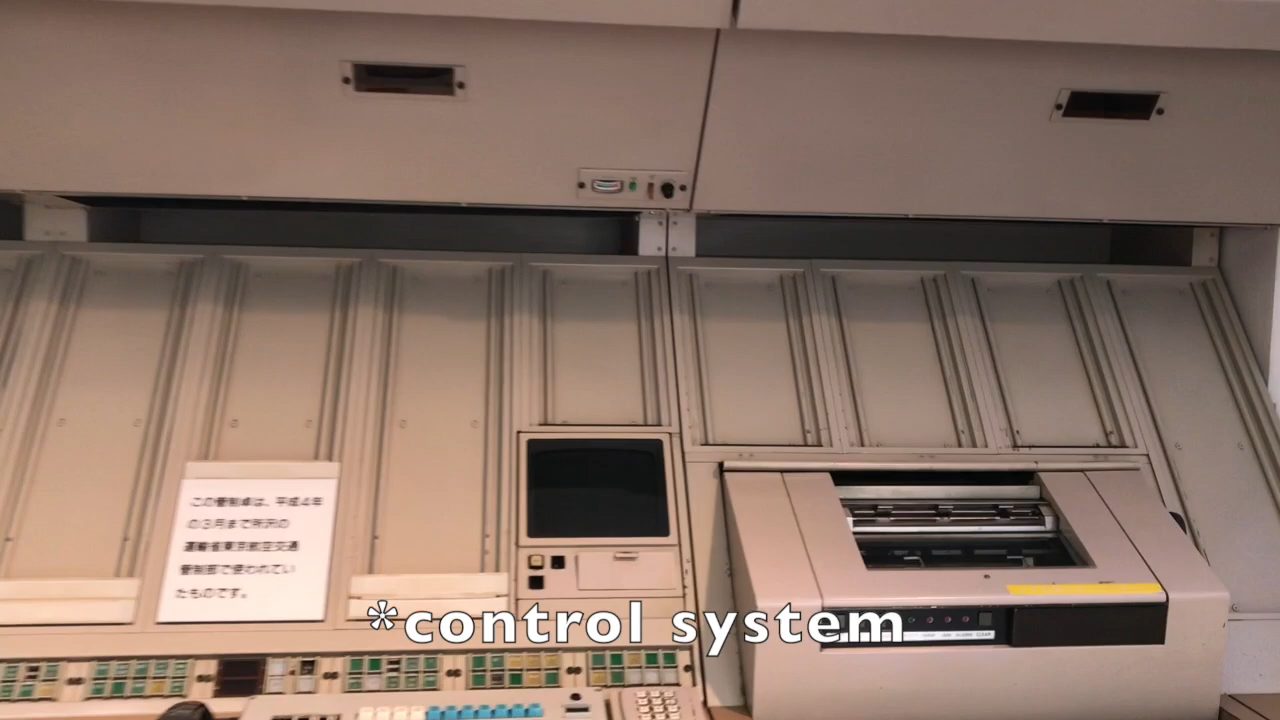 この管制卓は、平成４年
の３月まで所沢の
運輸省東京航空交通
管制部で使われてい
たものです。
*control system